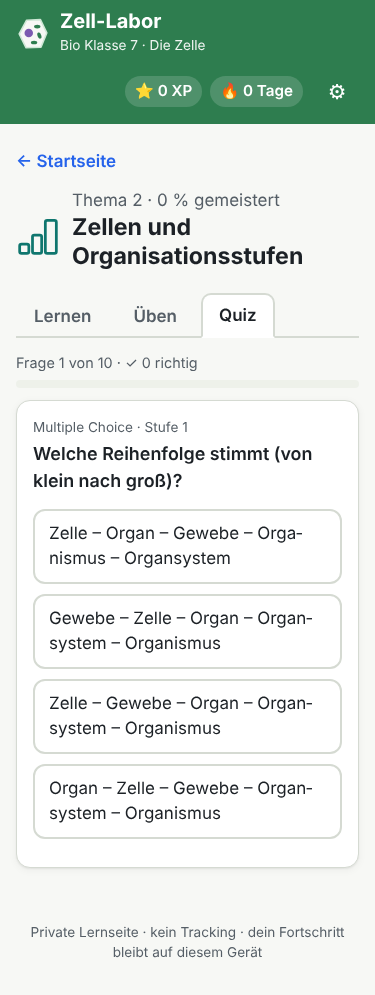 Zell-Labor
Bio Klasse 7 · Die Zelle
⭐ 0 XP
🔥 0 Tage
⚙
← Startseite
Thema 2 · 0 % gemeistert
Zellen und
Organisationsstufen
Lernen
Üben
Quiz
Frage 1 von 10 · ✓ 0 richtig
Multiple Choice · Stufe 1
Welche Reihenfolge stimmt (von
klein nach groß)?
Zelle – Organ – Gewebe – Orga-
nismus – Organsystem
Gewebe – Zelle – Organ – Organ-
system – Organismus
Zelle – Gewebe – Organ – Organ-
system – Organismus
Organ – Zelle – Gewebe – Organ-
system – Organismus
Private Lernseite · kein Tracking · dein Fortschritt
bleibt auf diesem Gerät